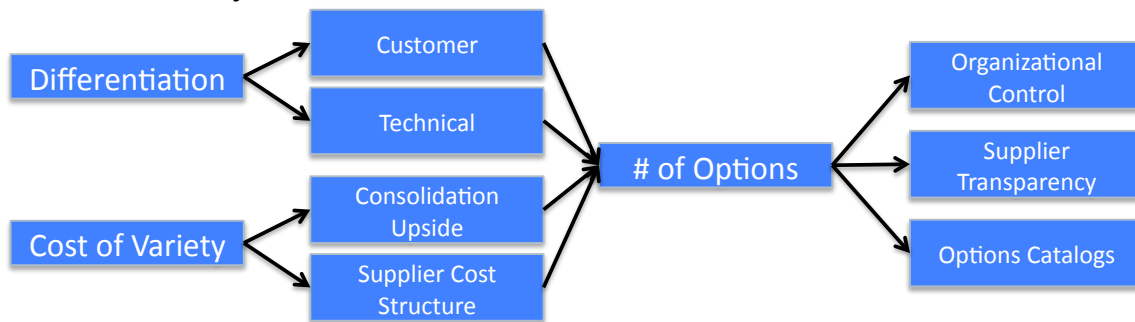 Differentiation
Customer
Technical
Cost of Variety
Consolidation
Upside
Supplier Cost
Structure
# of Options
Organizational
Control
Supplier
Transparency
Options Catalogs